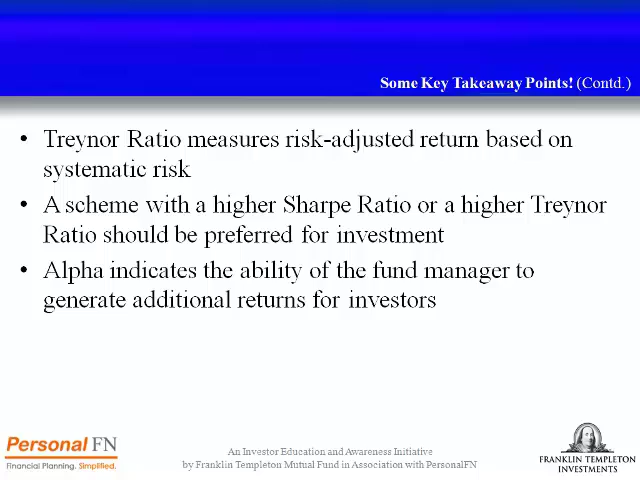 Some Key Takeaway Points! (Contd.)
• Treynor Ratio measures risk-adjusted return based on
systematic risk
• A scheme with a higher Sharpe Ratio or a higher Treynor
Ratio should be preferred for investment
• Alpha indicates the ability of the fund manager to
generate additional returns for investors
Personal FN
Financial Planning. Simplified.
An Investor Education and Awareness Initiative
by Franklin Templeton Mutual Fund in Association with PersonalFN
FRANKLIN TEMPLETON
INVESTMENTS